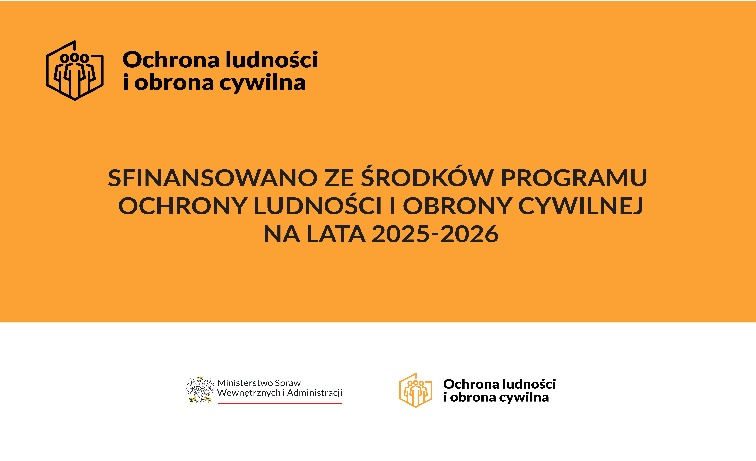 Ochrona ludności
i obrona cywilna
SFINANSOWANO ZE ŚRODKÓW PROGRAMU
OCHRONY LUDNOŚCI I OBRONY CYWILNEJ
NA LATA 2025-2026
Ministerstwo Spraw
Wewnętrznych i Administracji
Ochrona ludności
i obrona cywilna